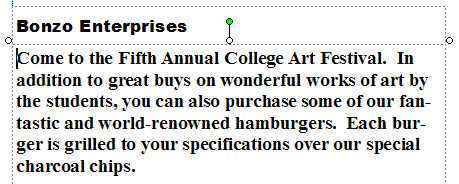 Bonzo Enterprises
Come to the Fifth Annual College Art Festival.  In
addition to great buys on wonderful works of art by
the students, you can also purchase some of our fan-
tastic and world-renowned hamburgers.  Each bur-
ger is grilled to your specifications over our special
charcoal chips.